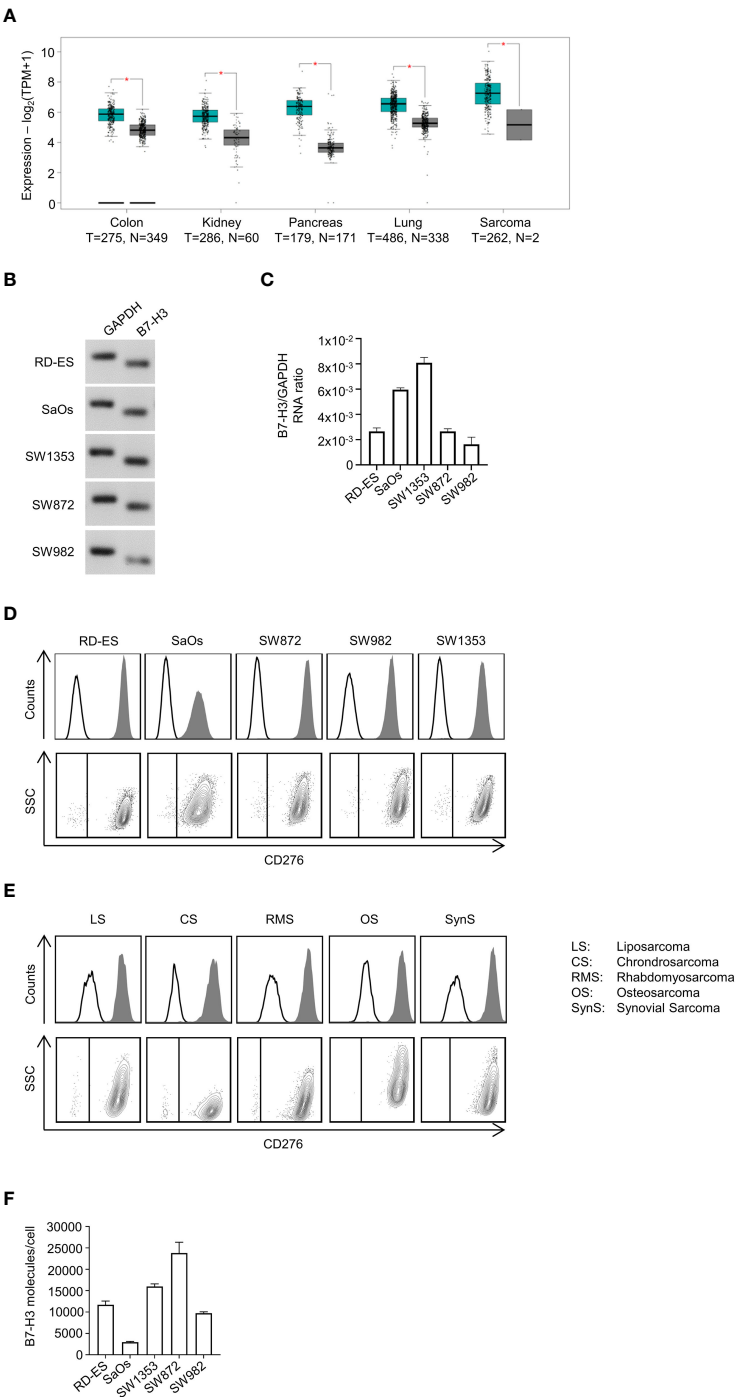 A
Expression – log2(TPM+1)
10
8
6
4
2
0
*
*
*
*
*
Colon
T=275, N=349
Kidney
T=286, N=60
Pancreas
T=179, N=171
Lung
T=486, N=338
Sarcoma
T=262, N=2
B
GAPDH
B7-H3
RD-ES
SaOs
SW1353
SW872
SW982
C
B7-H3/GAPDH
RNA ratio
1x10-2
8x10-3
6x10-3
4x10-3
2x10-3
0
RD-ES
SaOs
SW1353
SW872
SW982
D
RD-ES
SaOs
SW872
SW982
SW1353
Counts
SSC
CD276
E
LS
CS
RMS
OS
SynS
Counts
SSC
CD276
LS: Liposarcoma
CS: Chrondrosarcoma
RMS: Rhabdomyosarcoma
OS: Osteosarcoma
SynS: Synovial Sarcoma
F
B7-H3 molecules/cell
30000
25000
20000
15000
10000
5000
0
RD-ES
SaOs
SW1353
SW872
SW982